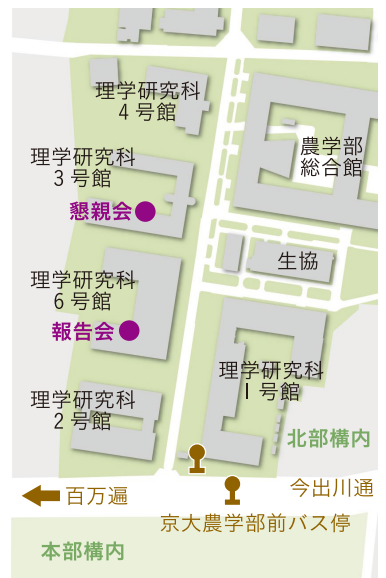 理学研究科
4号館
農学部
総合館
理学研究科
3号館
懇親会
生協
理学研究科
6号館
報告会
理学研究科
1号館
理学研究科
2号館
北部構内
今出川通
百万遍
京大農学部前バス停
本部構内